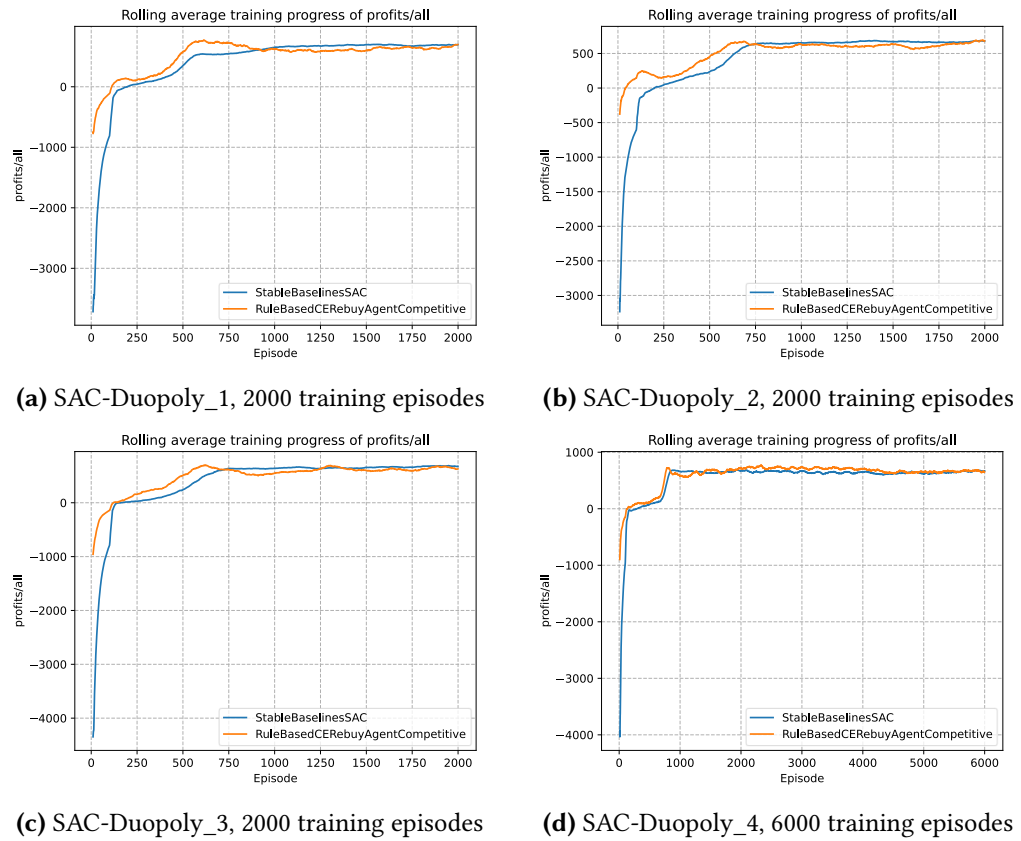 Rolling average training progress of profits/all
profits/all
0
−1000
−2000
−3000
0 250 500 750 1000 1250 1500 1750 2000
Episode
StableBaselinesSAC
RuleBasedCERebuyAgentCompetitive
(a) SAC-Duopoly_1, 2000 training episodes
Rolling average training progress of profits/all
profits/all
500
0
−500
−1000
−1500
−2000
−2500
−3000
0 250 500 750 1000 1250 1500 1750 2000
Episode
StableBaselinesSAC
RuleBasedCERebuyAgentCompetitive
(b) SAC-Duopoly_2, 2000 training episodes
Rolling average training progress of profits/all
profits/all
0
−1000
−2000
−3000
−4000
0 250 500 750 1000 1250 1500 1750 2000
Episode
StableBaselinesSAC
RuleBasedCERebuyAgentCompetitive
(c) SAC-Duopoly_3, 2000 training episodes
Rolling average training progress of profits/all
profits/all
1000
0
−1000
−2000
−3000
−4000
0 1000 2000 3000 4000 5000 6000
Episode
StableBaselinesSAC
RuleBasedCERebuyAgentCompetitive
(d) SAC-Duopoly_4, 6000 training episodes